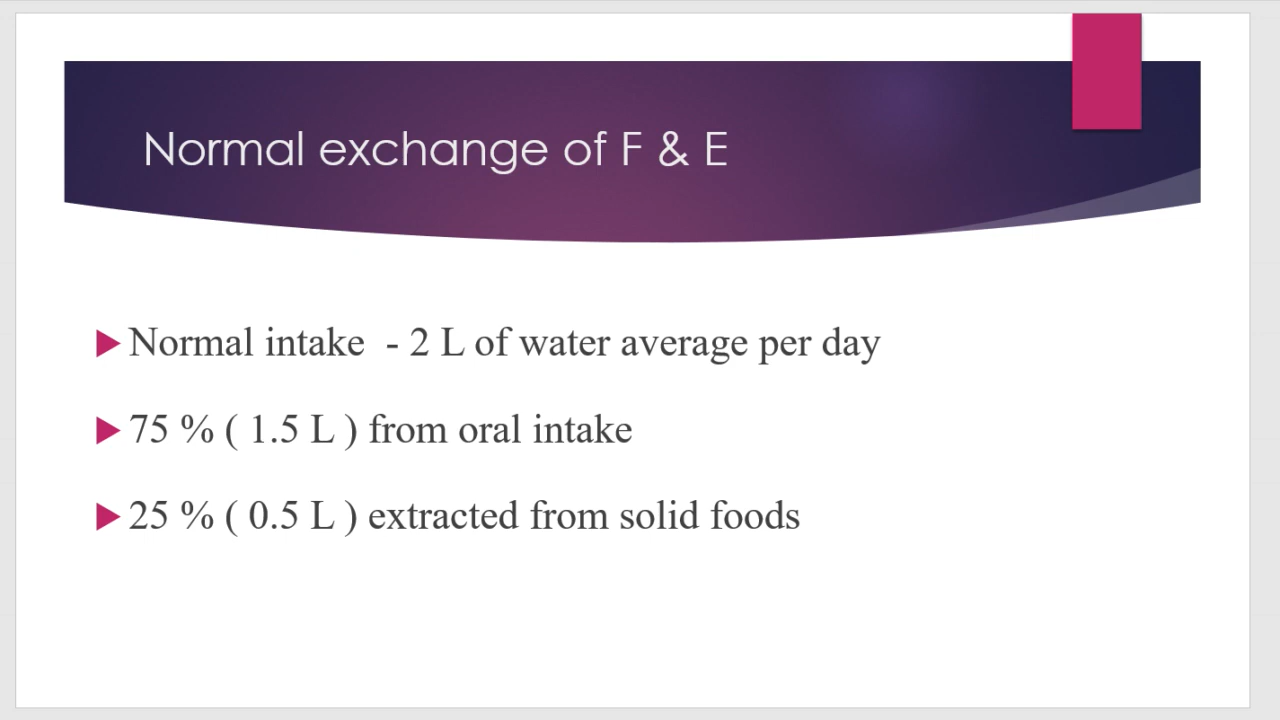 Normal exchange of F & E
Normal intake - 2 L of water average per day
75 % ( 1.5 L ) from oral intake
25 % ( 0.5 L ) extracted from solid foods